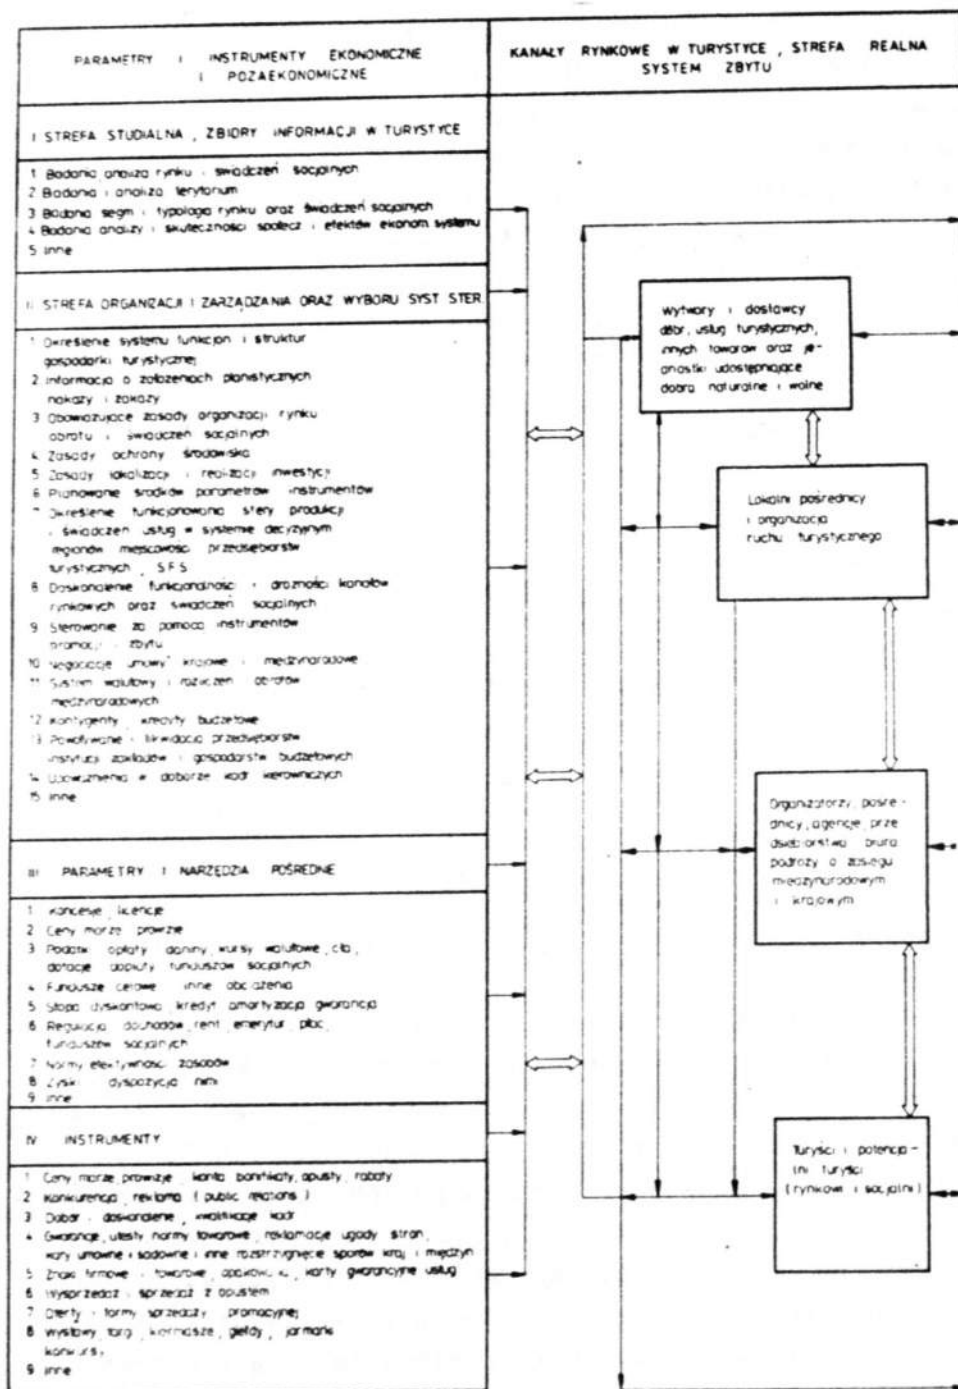 PARAMETRY I INSTRUMENTY EKONOMICZNE
I POZAEKONOMICZNE
I STREFA STUDIALNA, ZBIORY INFORMACJI W TURYSTYCE
1 Badania analiza rynku i świadczeń socjalnych
2 Badania i analiza terytorium
3 Badania segm i typologia rynku oraz świadczeń socjalnych
4 Badania analizy i skuteczności społecz i efektów ekonom systemu
5 Inne
II STREFA ORGANIZACJI I ZARZĄDZANIA ORAZ WYBORU SYST STER.
1 Określenie systemu funkcjon i struktur
gospodarki turystycznej
2 Informacja o założeniach planistycznych
nakazy i zakazy
3 Obowiązujące zasady organizacji rynku
obrotu i świadczeń socjalnych
4 Zasady ochrony środowiska
5 Zasady lokalizacji i realizacji inwestycji
6 Planowanie środków parametrów instrumentów
7 Określenie funkcjonowania sfery produkcji
i świadczeń usług w systemie decyzyjnym
regionów miejscowości przedsiębiorstw
turystycznych, S.F.S
8 Doskonalenie funkcjonalności i drożności kanałów
rynkowych oraz świadczeń socjalnych
9 Sterowanie za pomocą instrumentów
promocji i zbytu
10 Negocjacje umowy krajowe i międzynarodowe
11 System walutowy i rozliczeń obrotów
międzynarodowych
12 Kontygenty, kredyty budżetowe
13 Powoływanie i likwidacja przedsiębiorstw
instytucji zakładów i gospodarstw budżetowych
14 Upoważnienia w doborze kadr kierowniczych
15 Inne
III PARAMETRY I NARZĘDZIA POŚREDNIE
1 Koncesje, licencje
2 Ceny marże prowizje
3 Podatki opłaty daniny, kursy walutowe, cła,
dotacje dopłaty funduszów socjalnych
4 Fundusze celowe inne obciążenia
5 Stopa dyskontowa, kredyt amortyzacja gwarancja
6 Regulacja dochodów, rent, emerytur płac,
funduszów socjalnych
7 Normy efektywności zasobów
8 Zyski dyspozycja nimi
9 Inne
IV INSTRUMENTY
1 Ceny marże prowizje, konta bonifikaty, opusty, rabaty
2 Konkurencja, reklama (public relations)
3 Dobór i doskonalenie, kwalifikacje kadr
4 Gwarancje, atesty normy towarowe, reklamacje ugody stron,
kary umowne i sądowne i inne rozstrzygnięcie sporów kraj i międzyn
5 Znaki firmowe i towarowe, opakowania, karty gwarancyjne usług
6 Wysprzedaż i sprzedaż z opustem
7 Oferty i formy sprzedaży promocyjnej
8 Wystawy targi, kiermasze, giełdy, jarmarki
konkursy
9 Inne
KANAŁY RYNKOWE W TURYSTYCE, STREFA REALNA
SYSTEM ZBYTU
Wytwory i dostawcy
dóbr, usług turystycznych,
innych towarów oraz je-
dnostki udostępniające
dobra naturalne i wolne
Lokalni pośrednicy
i organizacja
ruchu turystycznego
Organizatorzy, pośre-
dnicy, agencje, prze
dsiębiorstwa biura
podróży o zasięgu
międzynarodowym
i krajowym
Turyści i potencja-
lni turyści
(rynkowi i socjalni)